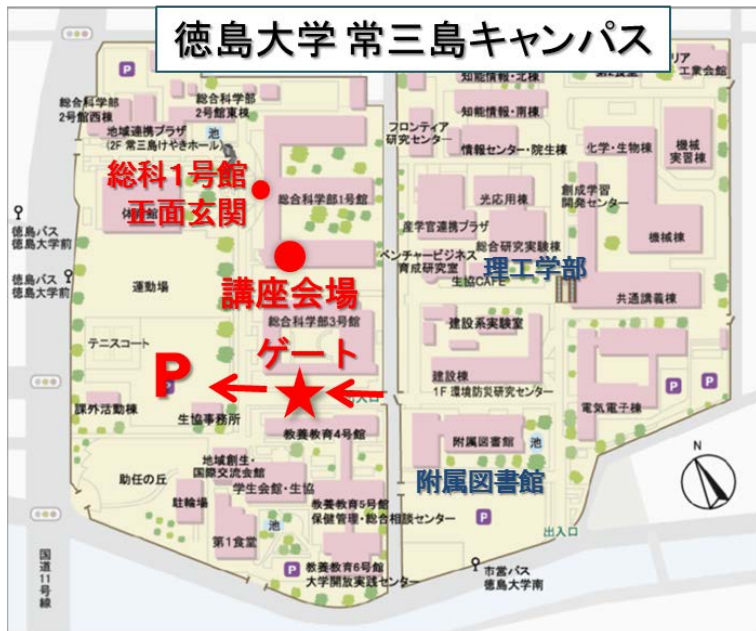 徳島大学 常三島キャンパス
P
総合科学部
2号館西棟
総合科学部
2号館東棟
地域連携プラザ
(2F 常三島けやきホール)
池
総科1号館
正面玄関
総合科学部1号館
徳島バス
徳島大学前
徳島バス
徳島大学前
運動場
講座会場
総合科学部3号館
テニスコート
ゲート
P
P
課外活動棟
生協事務所
出入口
教養教育4号館
地域創生・
国際交流会館
学生会館・生協
助任の丘
駐輪場
教養教育5号館
保健管理・総合相談センター
池
第1食堂
P
教養教育6号館
大学開放実践センター
国道11号線
知能情報・北棟
工業会館
知能情報・南棟
フロンティア
研究センター
情報センター・院生棟
化学・生物棟
機械
実習棟
光応用棟
創成学習
開発センター
産学官連携プラザ
総合研究実験棟
機械棟
ベンチャービジネス
育成研究室
理工学部
生協CAFE
共通講義棟
建設系実験室
建設棟
1F 環境防災研究センター
P
P
電気電子棟
附属図書館
池
附属図書館
N
P
出入口
市営バス
徳島大学南